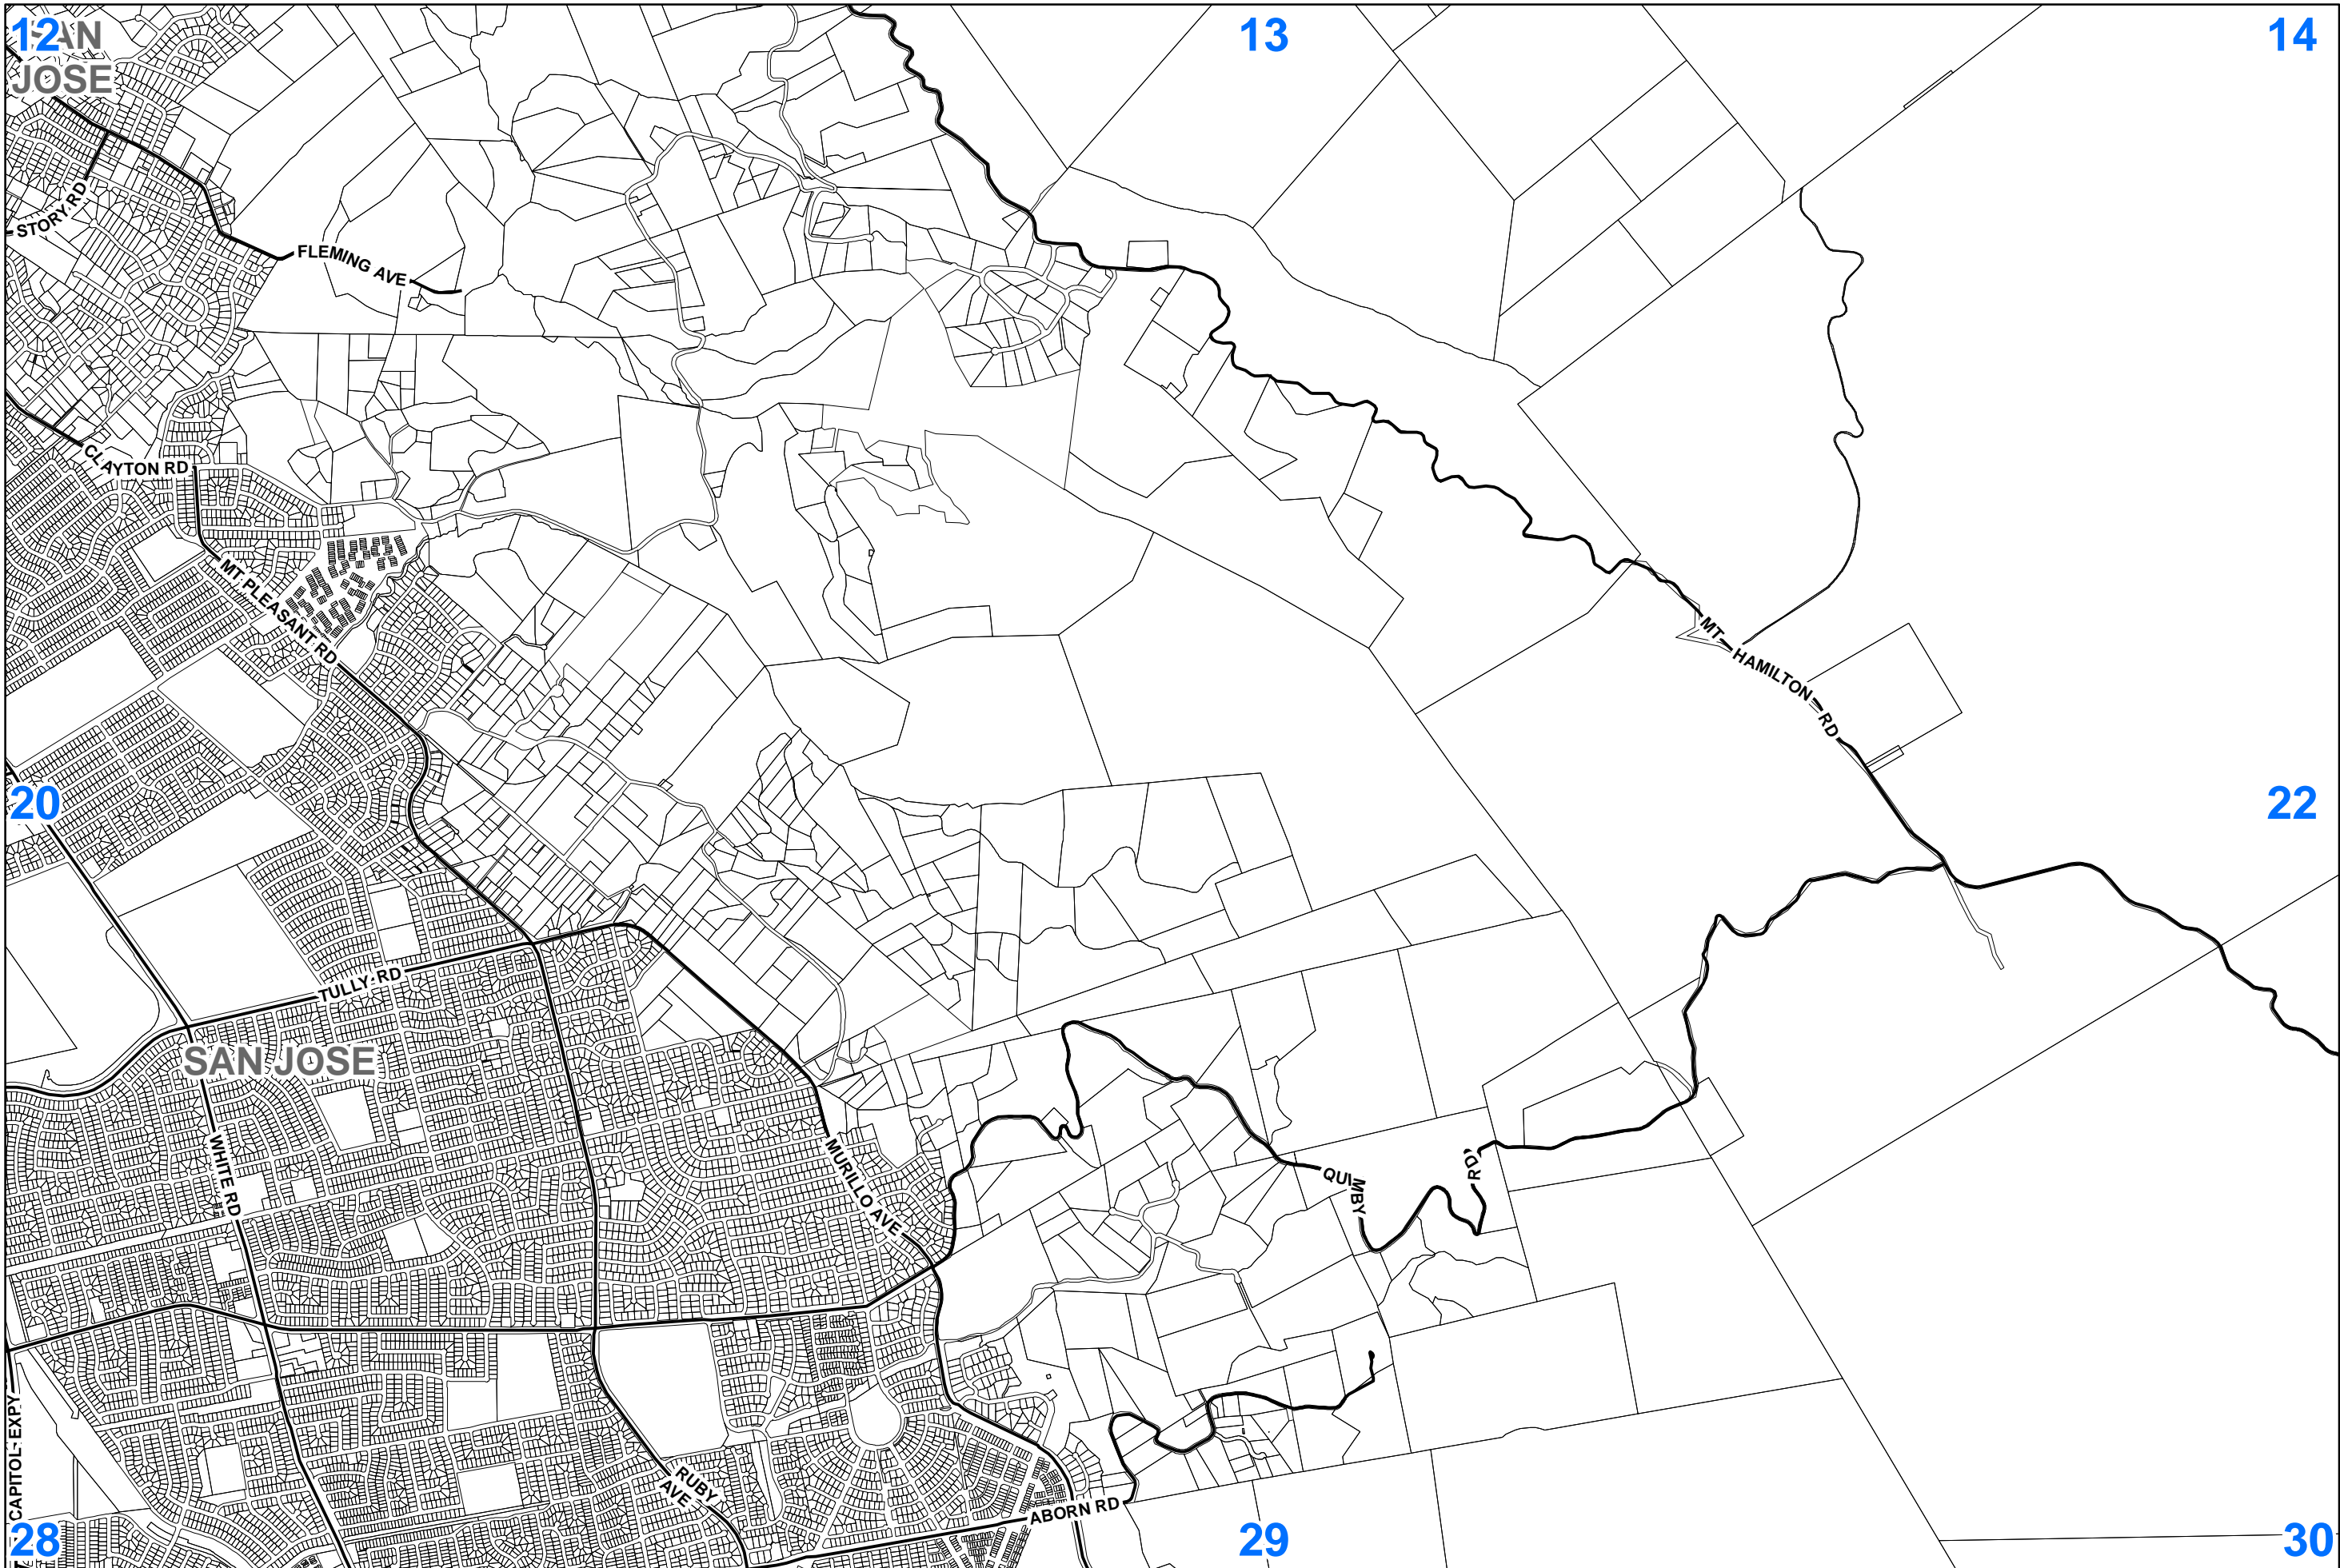 12
SAN
JOSE
13
14
STORY RD
FLEMING AVE
CLAYTON RD
MT PLEASANT RD
MT HAMILTON RD
20
22
TULLY RD
SAN JOSE
WHITE RD
MURILLO AVE
QUIMBY RD
CAPITOL EXPY
RUBY
AVE
ABORN RD
28
29
30